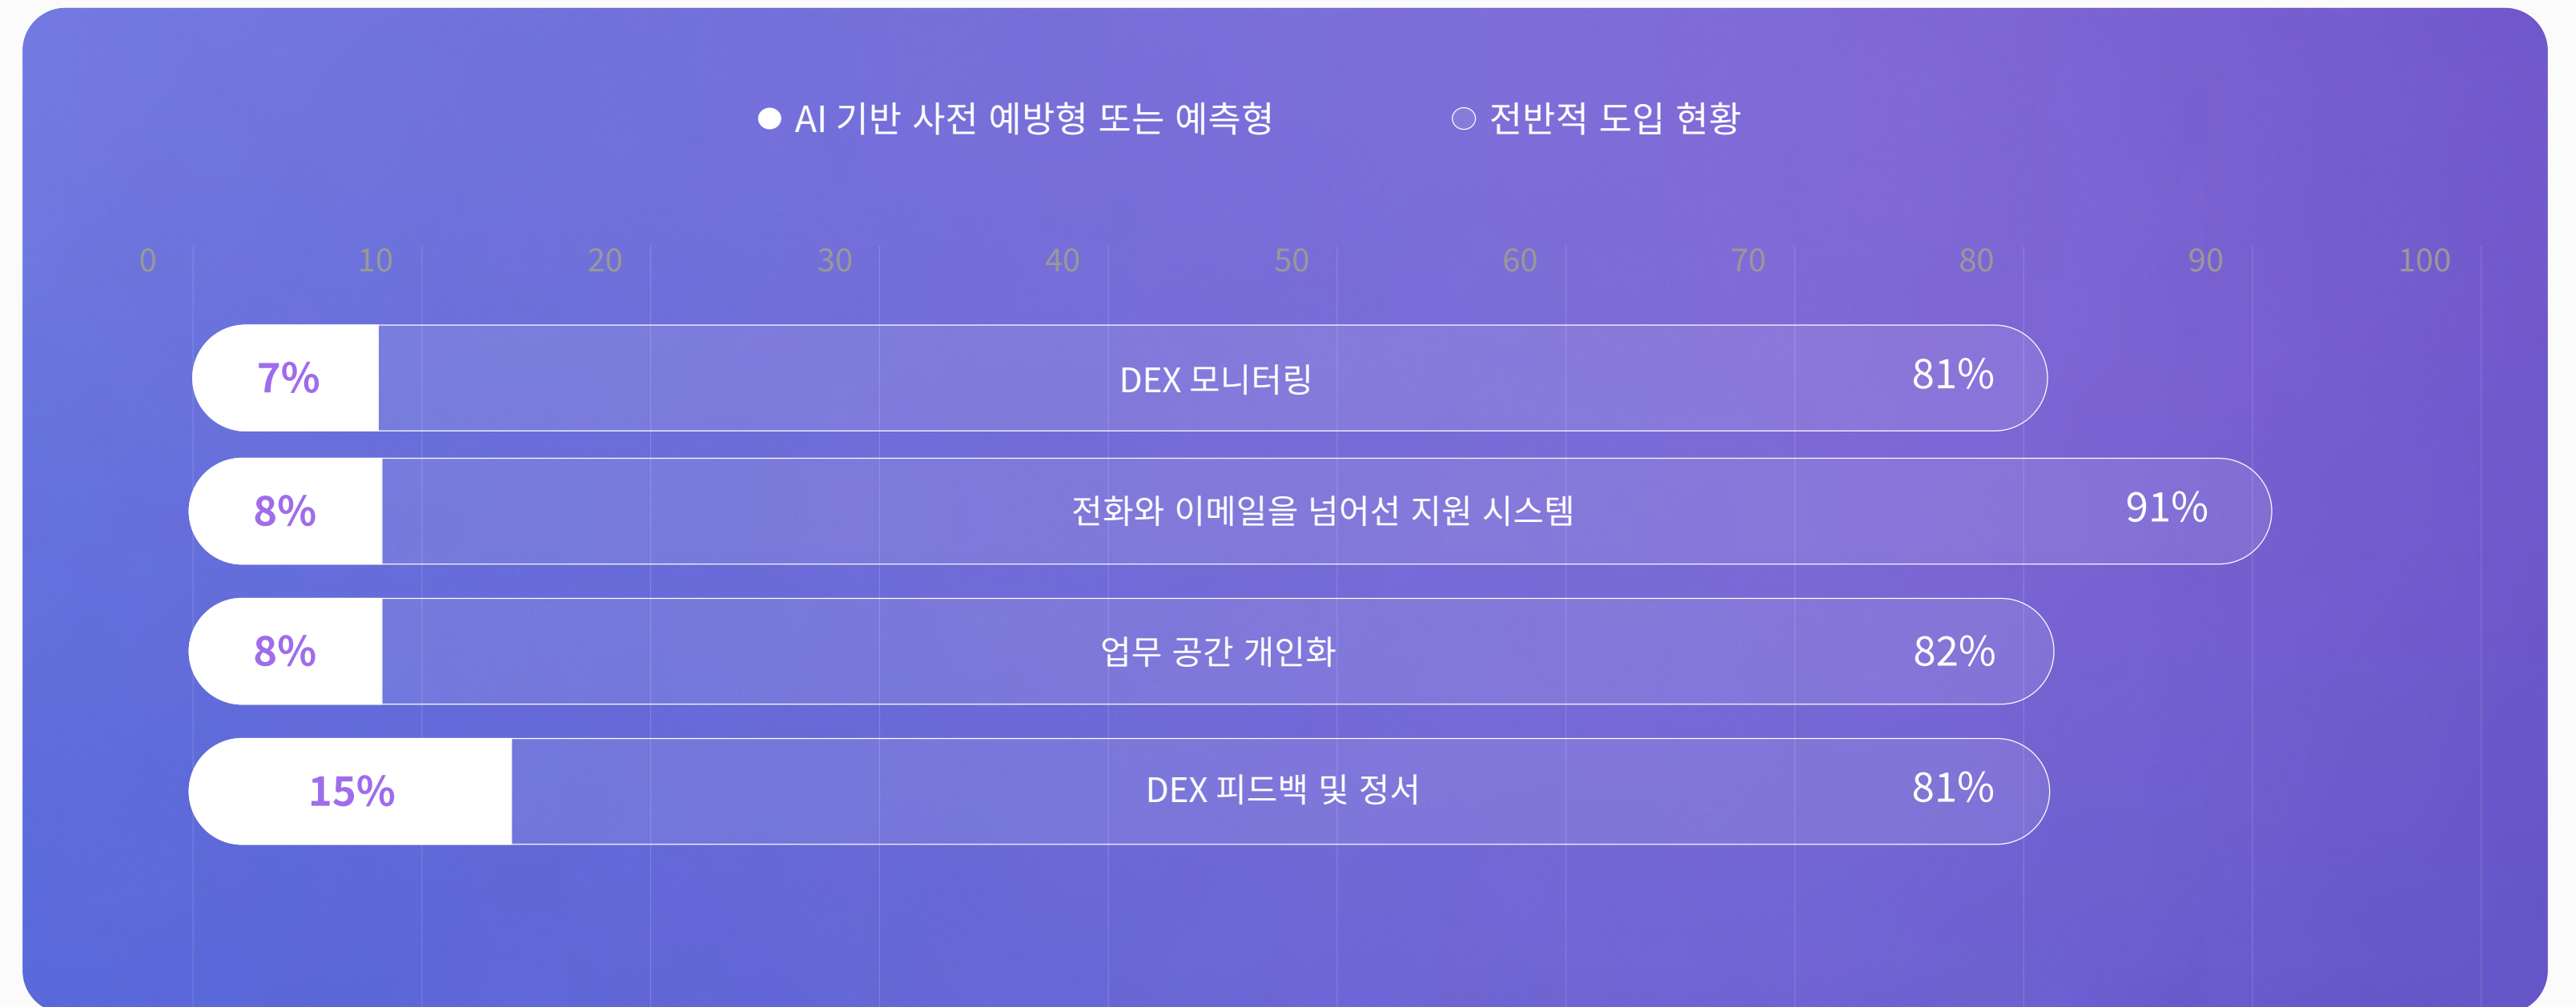 AI 기반 사전 예방형 또는 예측형 전반적 도입 현황
0 10 20 30 40 50 60 70 80 90 100
7% DEX 모니터링 81%
8% 전화와 이메일을 넘어선 지원 시스템 91%
8% 업무 공간 개인화 82%
15% DEX 피드백 및 정서 81%